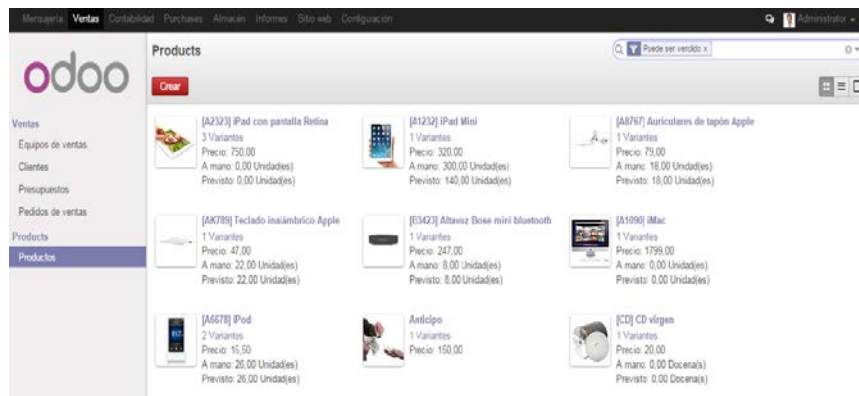 Mensajería Ventas Contabilidad Purchases Almacén Informes Sitio web Configuración
Administrator
odoo
Products
Puede ser vendido x
Crear
Ventas
Equipos de ventas
Clientes
Presupuestos
Pedidos de ventas
Products
Productos
[A2323] iPad con pantalla Retina
3 Variantes
Precio: 750,00
A mano: 0,00 Unidad(es)
Previsto: 0,00 Unidad(es)
[A1232] iPad Mini
1 Variantes
Precio: 320,00
A mano: 300,00 Unidad(es)
Previsto: 140,00 Unidad(es)
[A8767] Auriculares de tapón Apple
1 Variantes
Precio: 79,00
A mano: 18,00 Unidad(es)
Previsto: 18,00 Unidad(es)
[AK789] Teclado inalámbrico Apple
1 Variantes
Precio: 47,00
A mano: 22,00 Unidad(es)
Previsto: 22,00 Unidad(es)
[B3423] Altavoz Bose mini bluetooth
1 Variantes
Precio: 247,00
A mano: 8,00 Unidad(es)
Previsto: 8,00 Unidad(es)
[A1090] iMac
1 Variantes
Precio: 1799,00
A mano: 0,00 Unidad(es)
Previsto: 0,00 Unidad(es)
[A6678] iPod
2 Variantes
Precio: 16,50
A mano: 26,00 Unidad(es)
Previsto: 26,00 Unidad(es)
Anticipo
1 Variantes
Precio: 150,00
[CD] CD virgen
1 Variantes
Precio: 20,00
A mano: 0,00 Docena(s)
Previsto: 0,00 Docena(s)